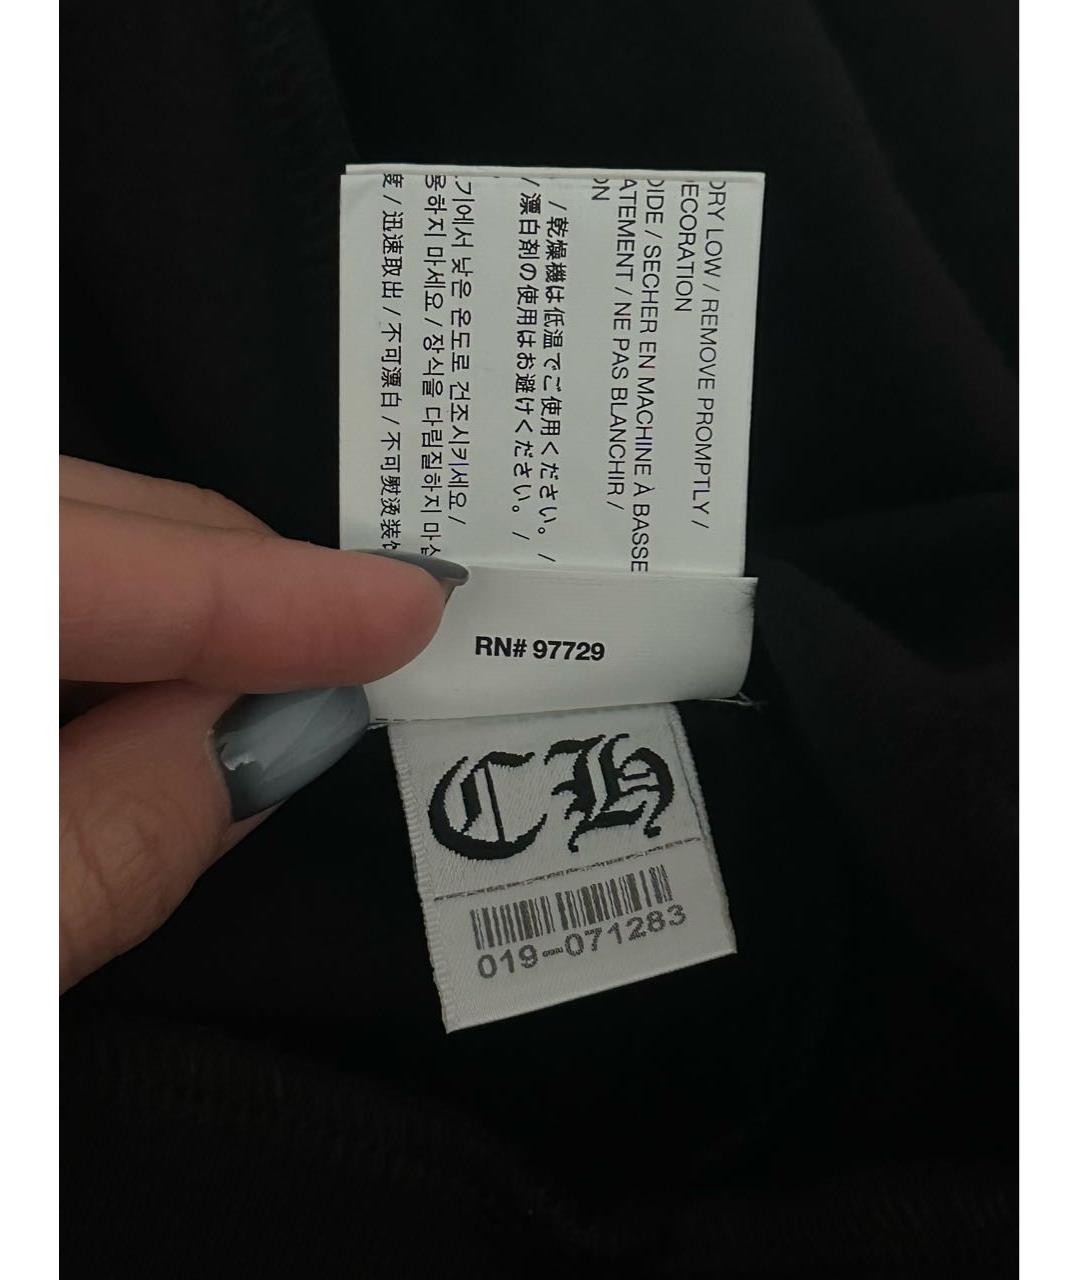 DRY LOW / REMOVE PROMPTLY /
ECORATION
OIDE / SECHER EN MACHINE À BASSE
ATEMENT / NE PAS BLANCHIR /
ON
/ 乾燥機は低温でご使用ください。 /
/ 漂白剤の使用はお避けください。 /
기에서 낮은 온도로 건조시키세요 /
용하지 마세요 / 장식을 다림질하지 마십
度 / 迅速取出 / 不可漂白 / 不可熨烫装饰
RN# 97729
CH
019-071283